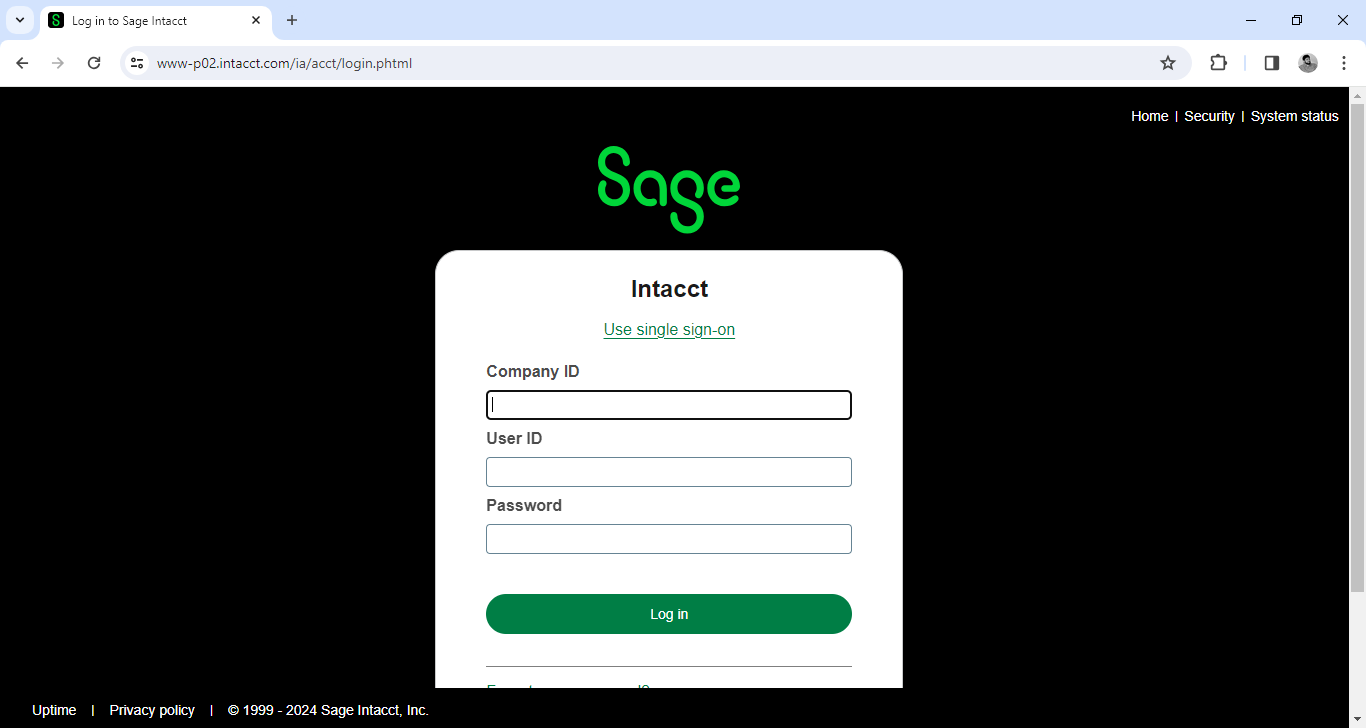 Log in to Sage Intacct
www-p02.intacct.com/ia/acct/login.phtml
Home | Security | System status
Sage
Intacct
Use single sign-on
Company ID
User ID
Password
Log in
Uptime | Privacy policy | © 1999 - 2024 Sage Intacct, Inc.